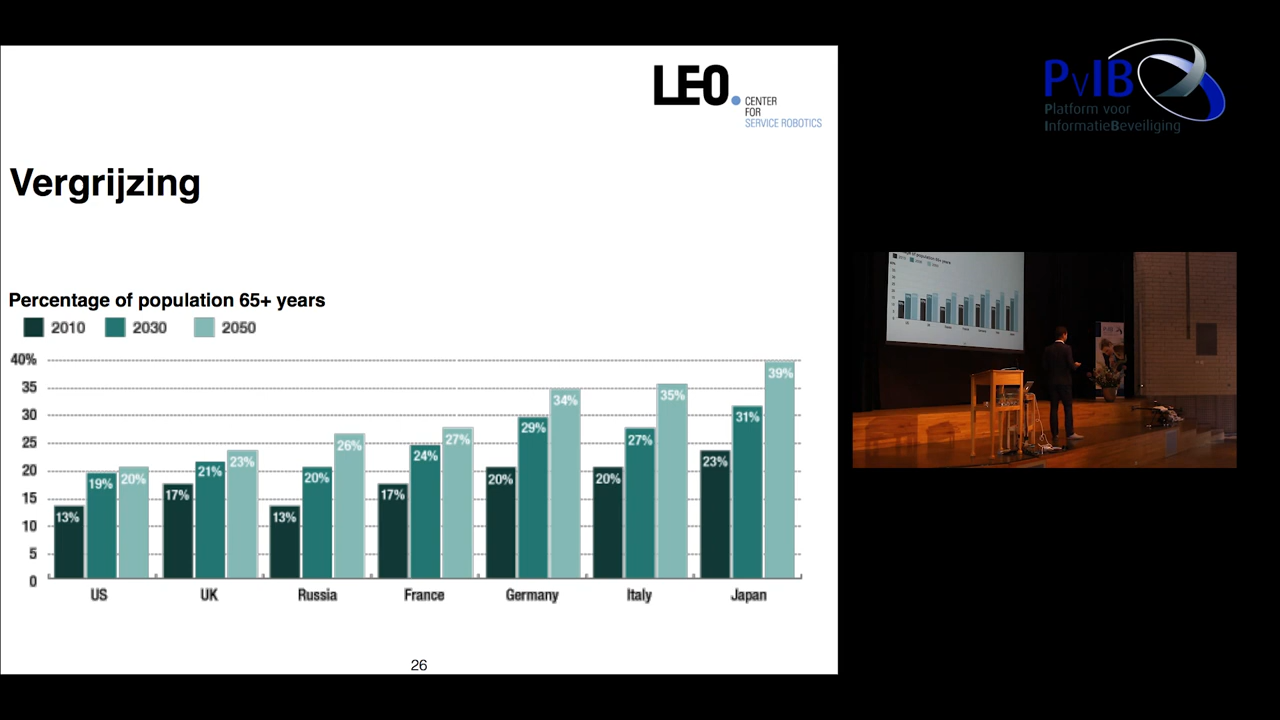 LEO.
CENTER
FOR
SERVICE ROBOTICS
PvIB
Platform voor
InformatieBeveiliging
Vergrijzing
Percentage of population 65+ years
2010 2030 2050
40%
35
30
25
20
15
10
5
0
13% 19% 20%
17% 21% 23%
13% 20% 26%
17% 24% 27%
20% 29% 34%
20% 27% 35%
23% 31% 39%
US UK Russia France Germany Italy Japan
26